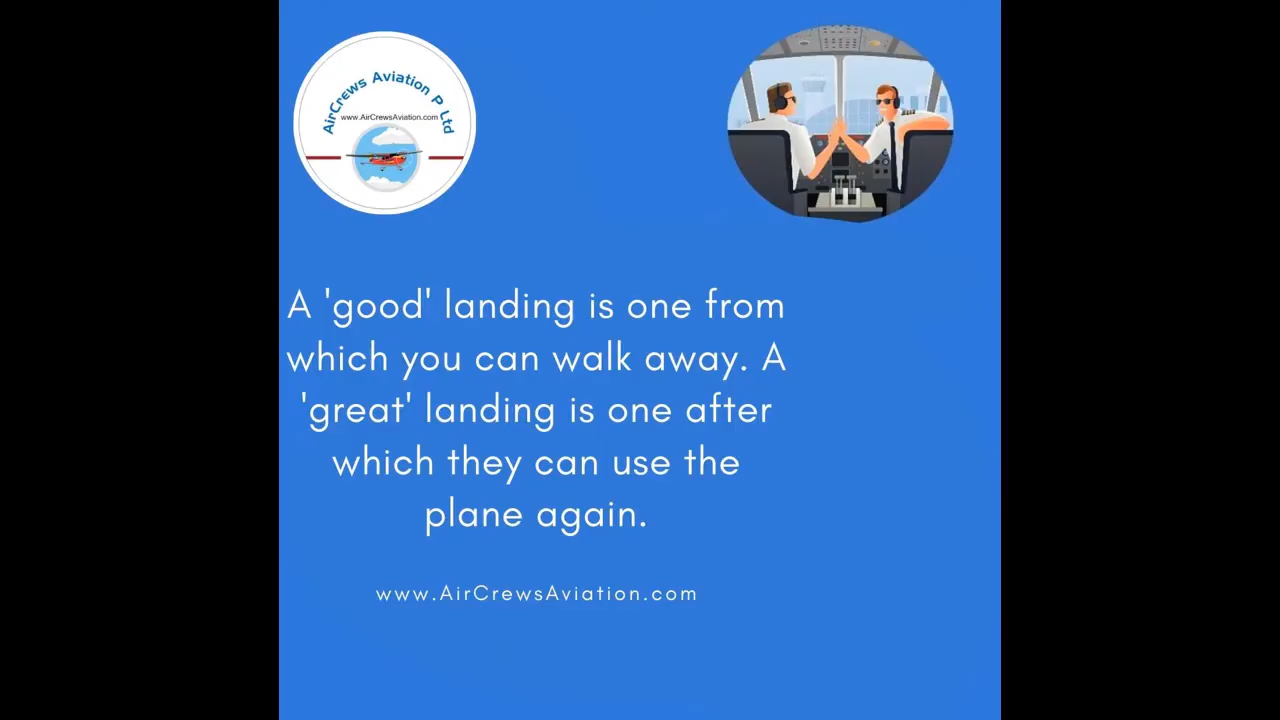 AirCrews Aviation P Ltd
www.AirCrewsAviation.com
A 'good' landing is one from
which you can walk away. A
'great' landing is one after
which they can use the
plane again.
www.AirCrewsAviation.com